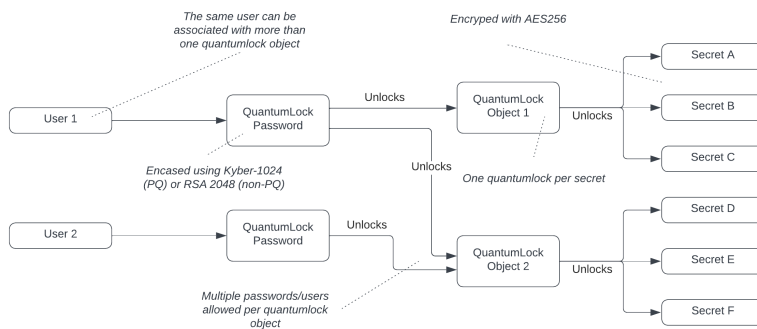 The same user can be
associated with more than
one quantumlock object
Encryped with AES256
User 1
QuantumLock
Password
Unlocks
QuantumLock
Object 1
Unlocks
Secret A
Secret B
Secret C
Encased using Kyber-1024
(PQ) or RSA 2048 (non-PQ)
Unlocks
One quantumlock per secret
User 2
QuantumLock
Password
Unlocks
QuantumLock
Object 2
Unlocks
Secret D
Secret E
Secret F
Multiple passwords/users
allowed per quantumlock
object